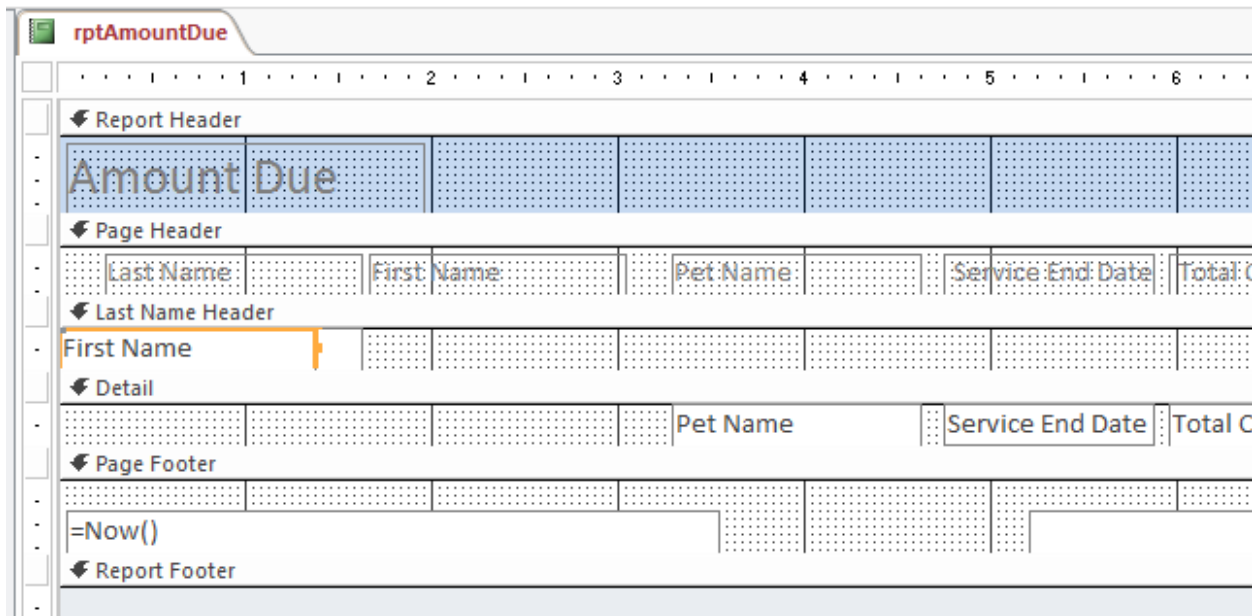 rptAmountDue
1 2 3 4 5 6
Report Header
Amount Due
Page Header
Last Name First Name Pet Name Service End Date Total
Last Name Header
First Name
Detail
Pet Name Service End Date Total
Page Footer
=Now()
Report Footer